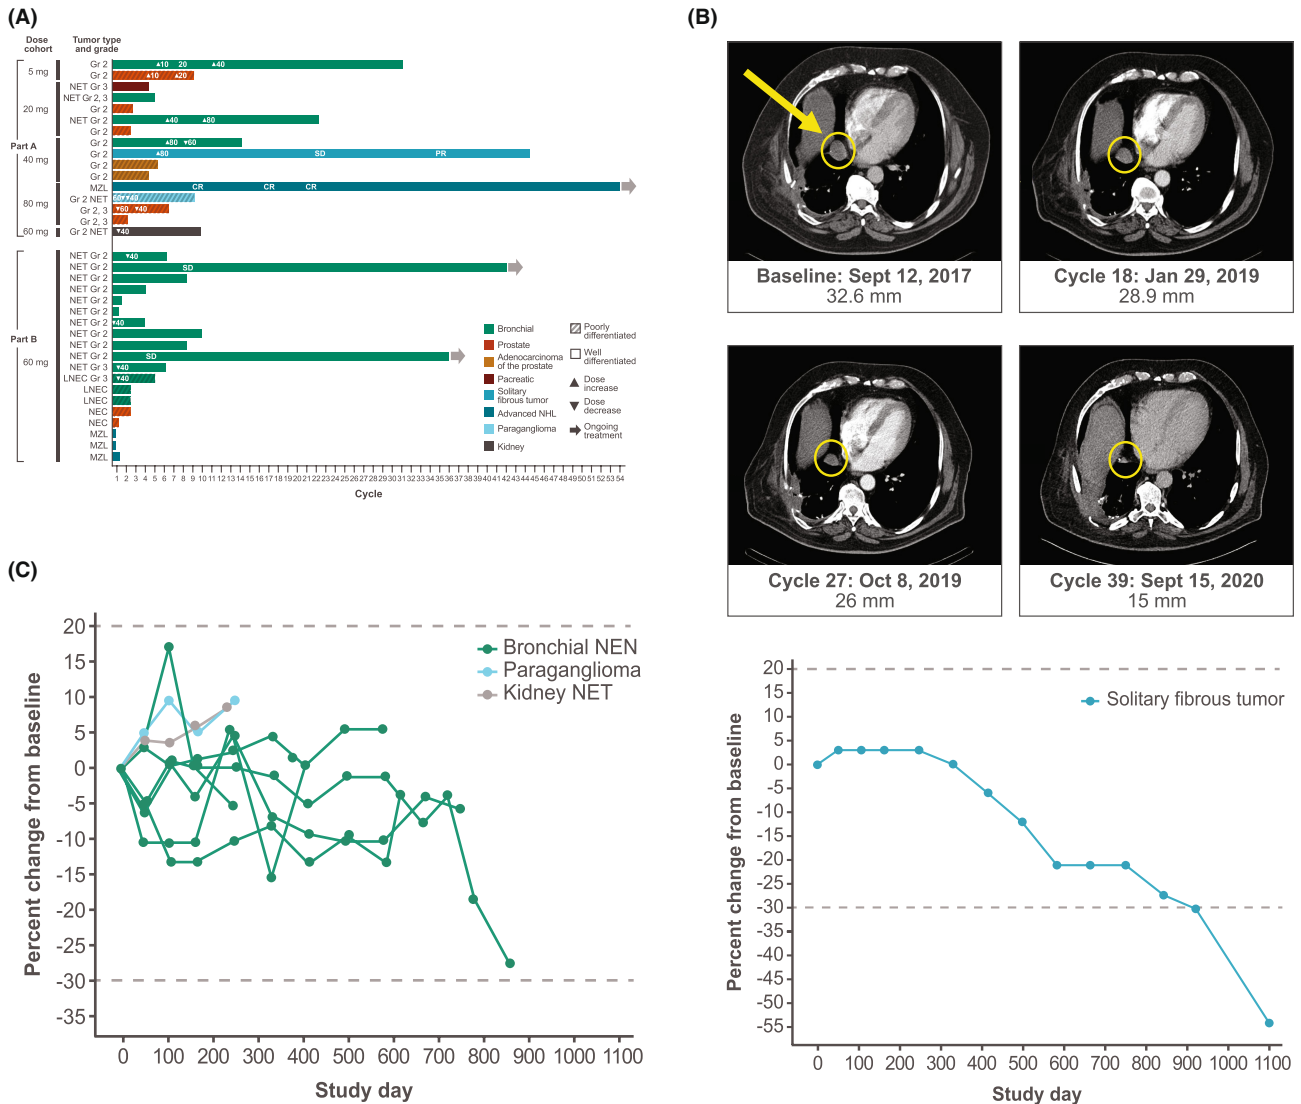 (A)
Dose cohort
Tumor type and grade
Part A
5 mg
Gr 2 ▲10 20 ▲40
Gr 2 ▲10 ▲20
20 mg
NET Gr 3
NET Gr 2, 3
Gr 2
NET Gr 2 ▲40 ▲80
Gr 2
40 mg
Gr 2 ▲80 ▼60
Gr 2 ▲80 SD PR
Gr 2
Gr 2
80 mg
MZL CR CR CR
Gr 2 NET 60▼▼40
Gr 2, 3 ▼60 ▼40
Gr 2, 3
60 mg
Gr 2 NET ▼40
Part B
60 mg
NET Gr 2 ▼40
NET Gr 2 SD
NET Gr 2
NET Gr 2
NET Gr 2
NET Gr 2
NET Gr 2 ▼40
NET Gr 2
NET Gr 2
NET Gr 2 SD
NET Gr 3 ▼40
LNEC Gr 3 ▼40
LNEC
LNEC
NEC
NEC
MZL
MZL
MZL
Bronchial
Prostate
Adenocarcinoma
of the prostate
Pacreatic
Solitary
fibrous tumor
Advanced NHL
Paraganglioma
Kidney
Poorly
differentiated
Well
differentiated
Dose
increase
Dose
decrease
Ongoing
treatment
1 2 3 4 5 6 7 8 9 10 11 12 13 14 15 16 17 18 19 20 21 22 23 24 25 26 27 28 29 30 31 32 33 34 35 36 37 38 39 40 41 42 43 44 45 46 47 48 49 50 51 52 53 54
Cycle
(B)
Baseline: Sept 12, 2017
32.6 mm
Cycle 18: Jan 29, 2019
28.9 mm
Cycle 27: Oct 8, 2019
26 mm
Cycle 39: Sept 15, 2020
15 mm
20
15
10
5
0
-5
-10
-15
-20
-25
-30
-35
-40
-45
-50
-55
Percent change from baseline
Solitary fibrous tumor
0 100 200 300 400 500 600 700 800 900 1000 1100
Study day
(C)
20
15
10
5
0
-5
-10
-15
-20
-25
-30
-35
Percent change from baseline
Bronchial NEN
Paraganglioma
Kidney NET
0 100 200 300 400 500 600 700 800 900 1000 1100
Study day